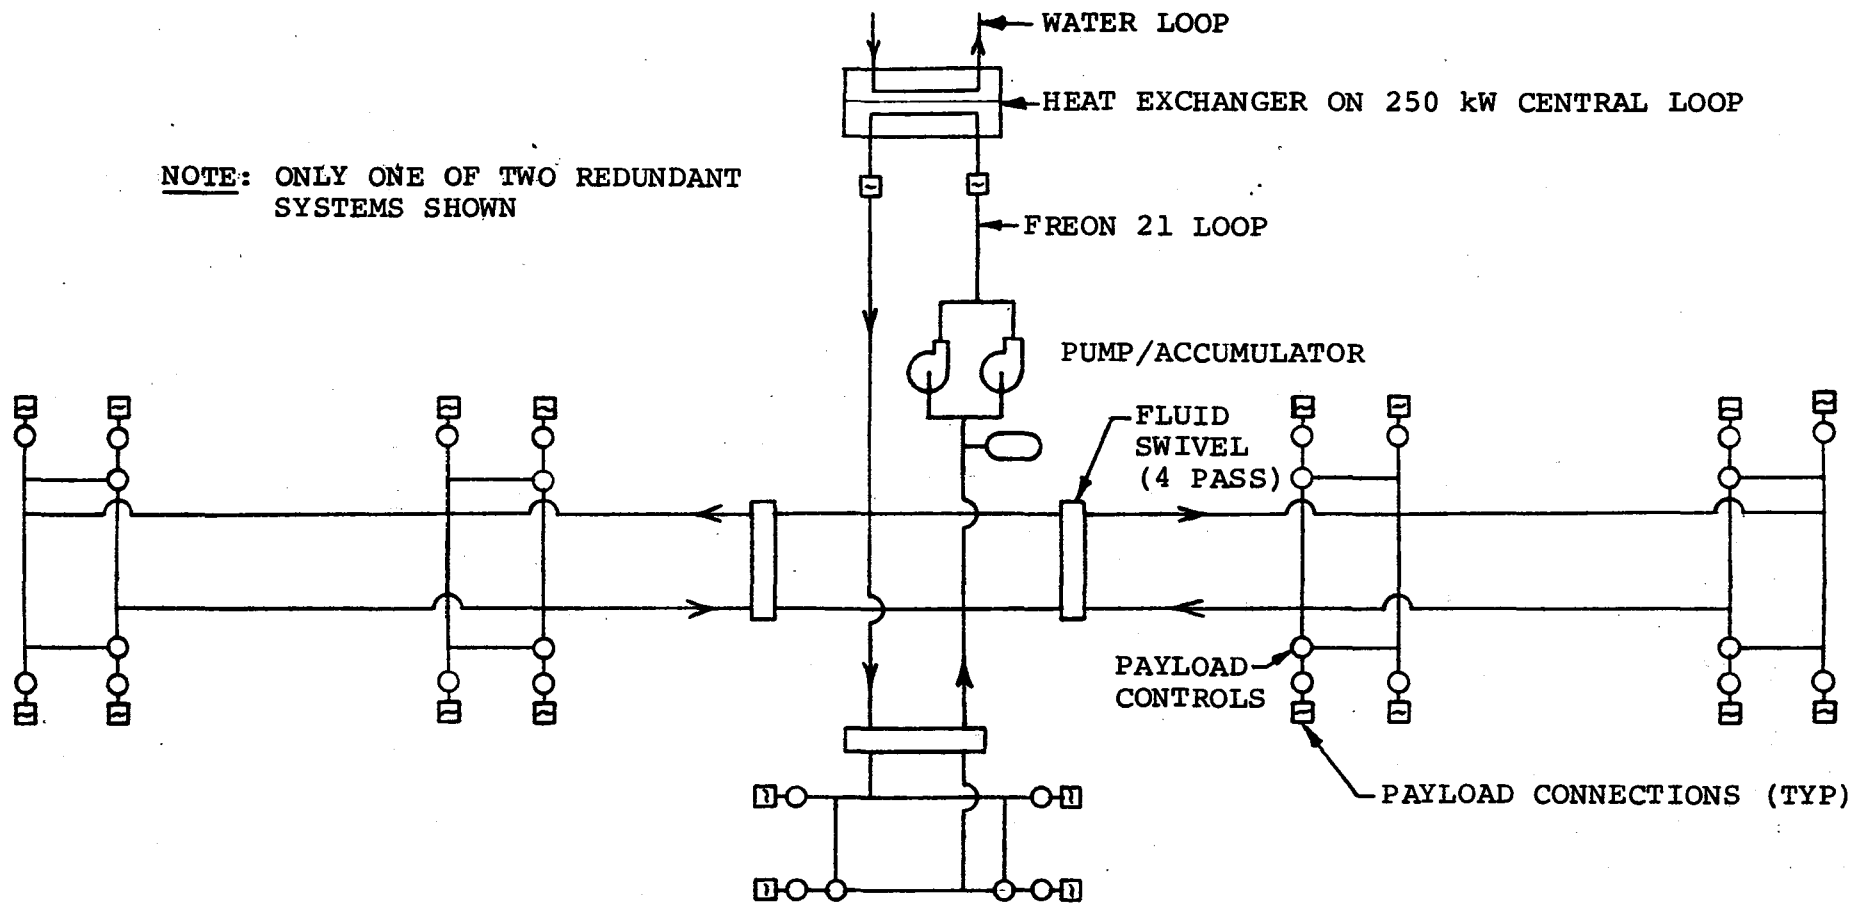 WATER LOOP
HEAT EXCHANGER ON 250 kW CENTRAL LOOP
NOTE: ONLY ONE OF TWO REDUNDANT
SYSTEMS SHOWN
FREON 21 LOOP
PUMP/ACCUMULATOR
FLUID
SWIVEL
(4 PASS)
PAYLOAD
CONTROLS
PAYLOAD CONNECTIONS (TYP)